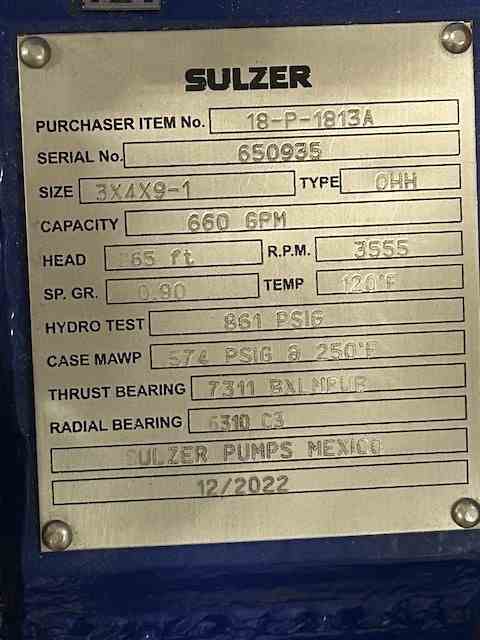 SULZER
PURCHASER ITEM No. 18-P-1813A
SERIAL No. 650935
SIZE 3X4X9-1 TYPE OHH
CAPACITY 660 GPM
HEAD 265 ft R.P.M. 3555
SP. GR. 0.90 TEMP 120°F
HYDRO TEST 861 PSIG
CASE MAWP 574 PSIG @ 250°F
THRUST BEARING 7311
RADIAL BEARING 6310 C3
SULZER PUMPS MEXICO
12/2022